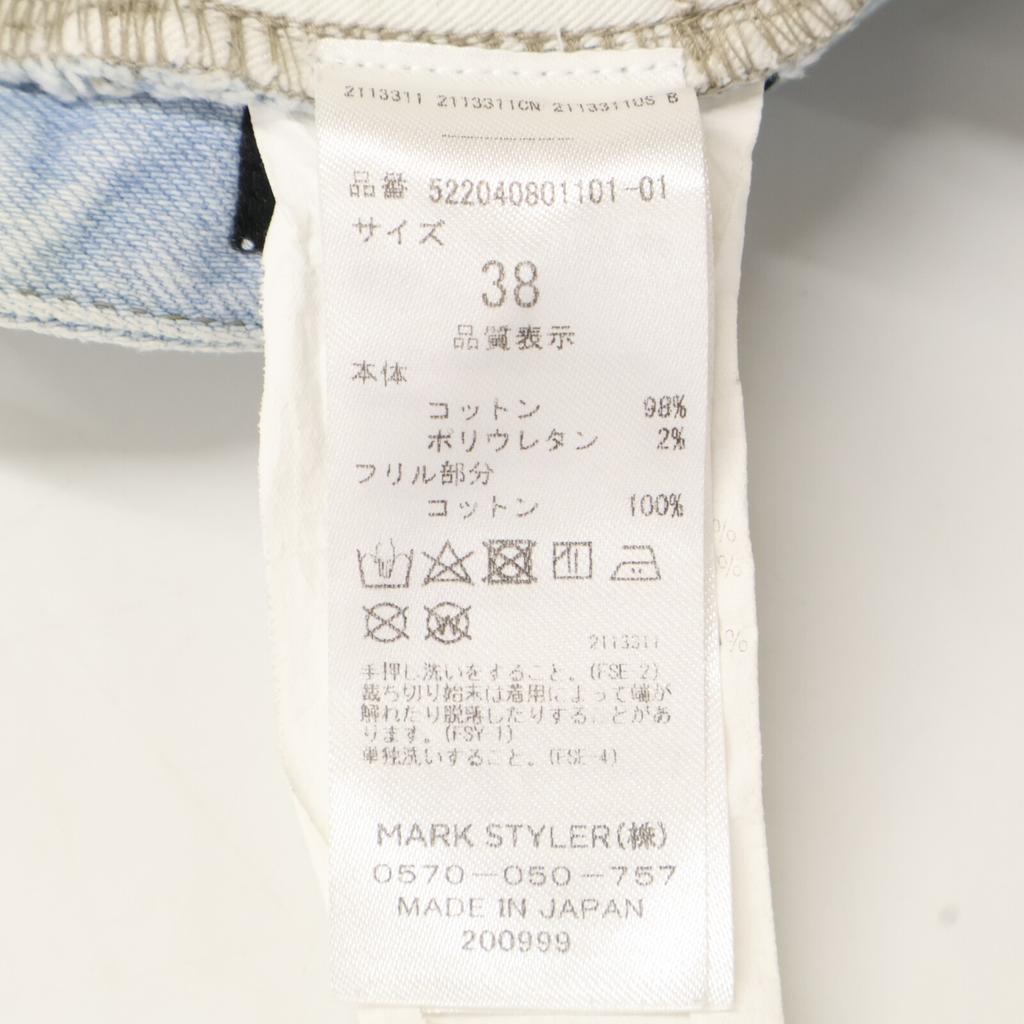 2113311 2113311CN 2113311US B
品番 522040801101-01
サイズ
38
品質表示
本体
コットン 98%
ポリウレタン 2%
フリル部分
コットン 100%
2113311
手押し洗いをすること。(FSE-2)
裁ち切り始末は着用によって端が
解れたり脱落したりすることがあ
ります。(FSY-1)
単独洗いすること。(FSE-4)
MARK STYLER(株)
0570-050-757
MADE IN JAPAN
200999